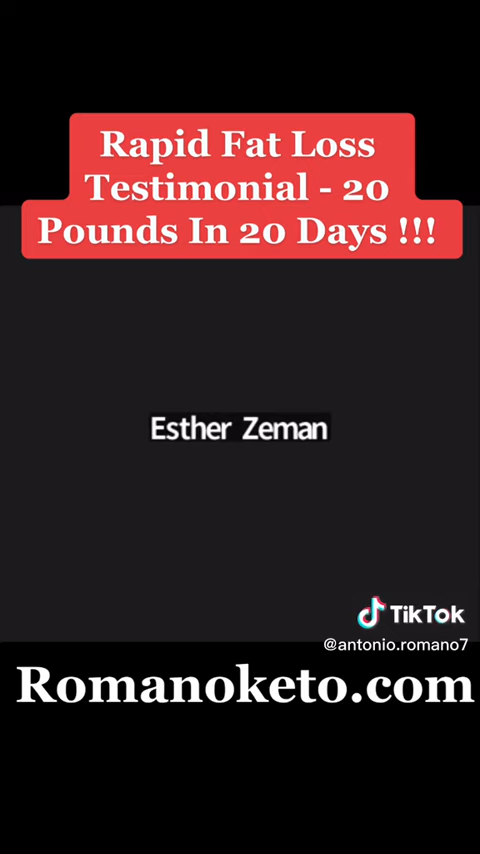 Rapid Fat Loss
Testimonial - 20
Pounds In 20 Days !!!
Esther Zeman
TikTok
@antonio.romano7
Romanoketo.com